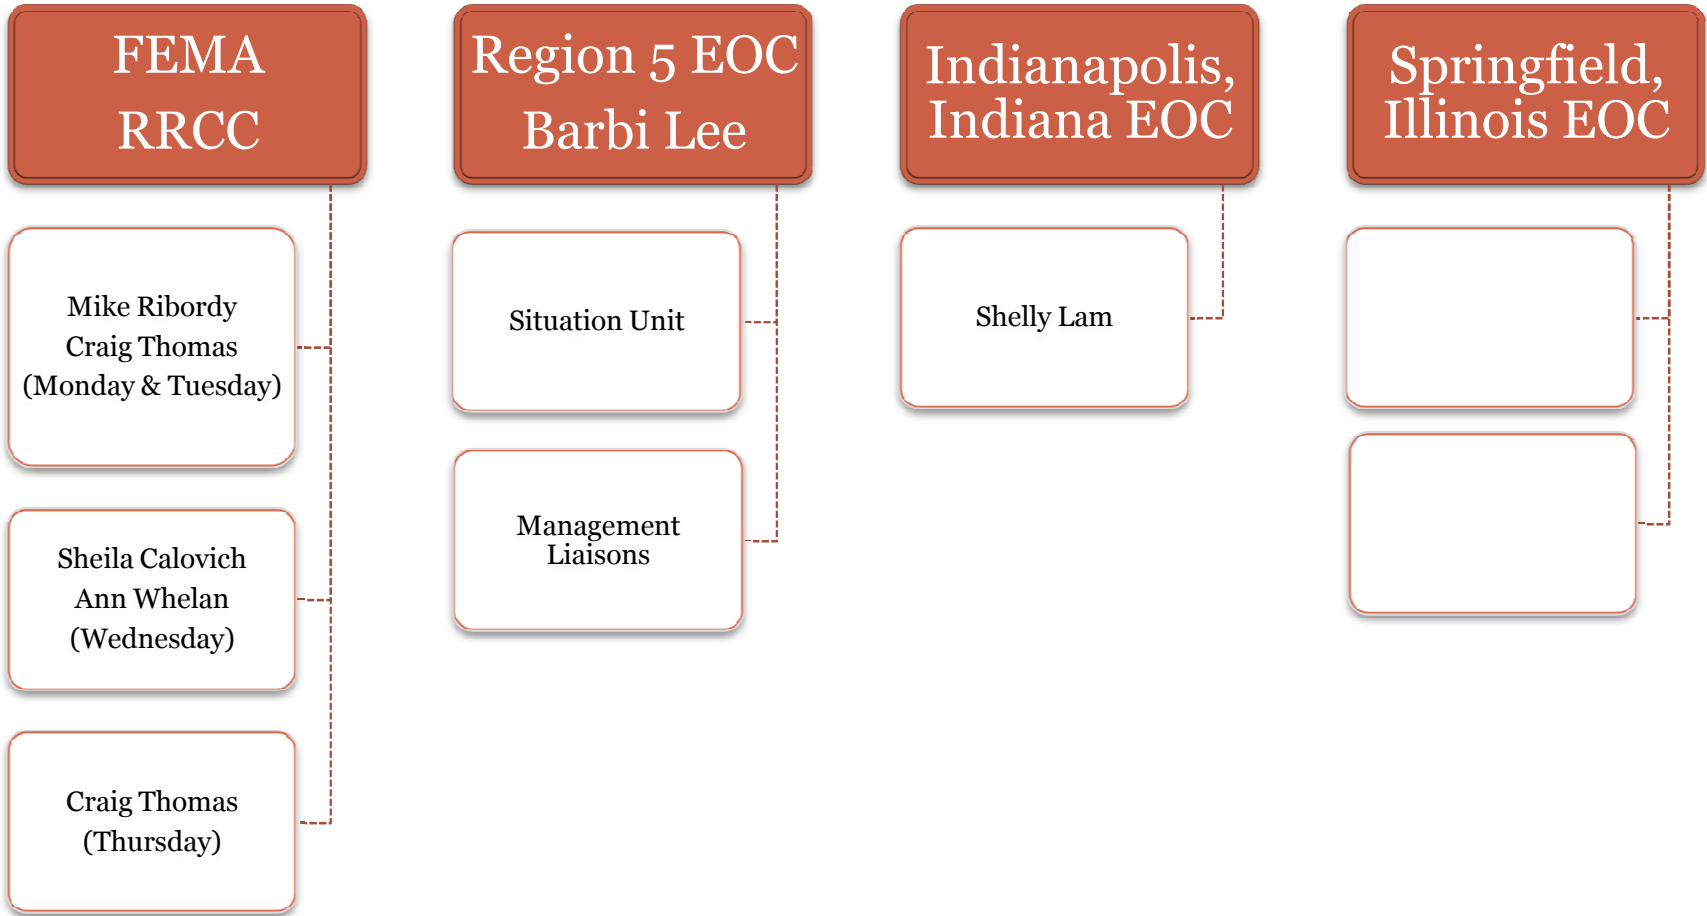 FEMA
RRCC
Mike Ribordy
Craig Thomas
(Monday & Tuesday)
Sheila Calovich
Ann Whelan
(Wednesday)
Craig Thomas
(Thursday)
Region 5 EOC
Barbi Lee
Situation Unit
Management
Liaisons
Indianapolis,
Indiana EOC
Shelly Lam
Springfield,
Illinois EOC